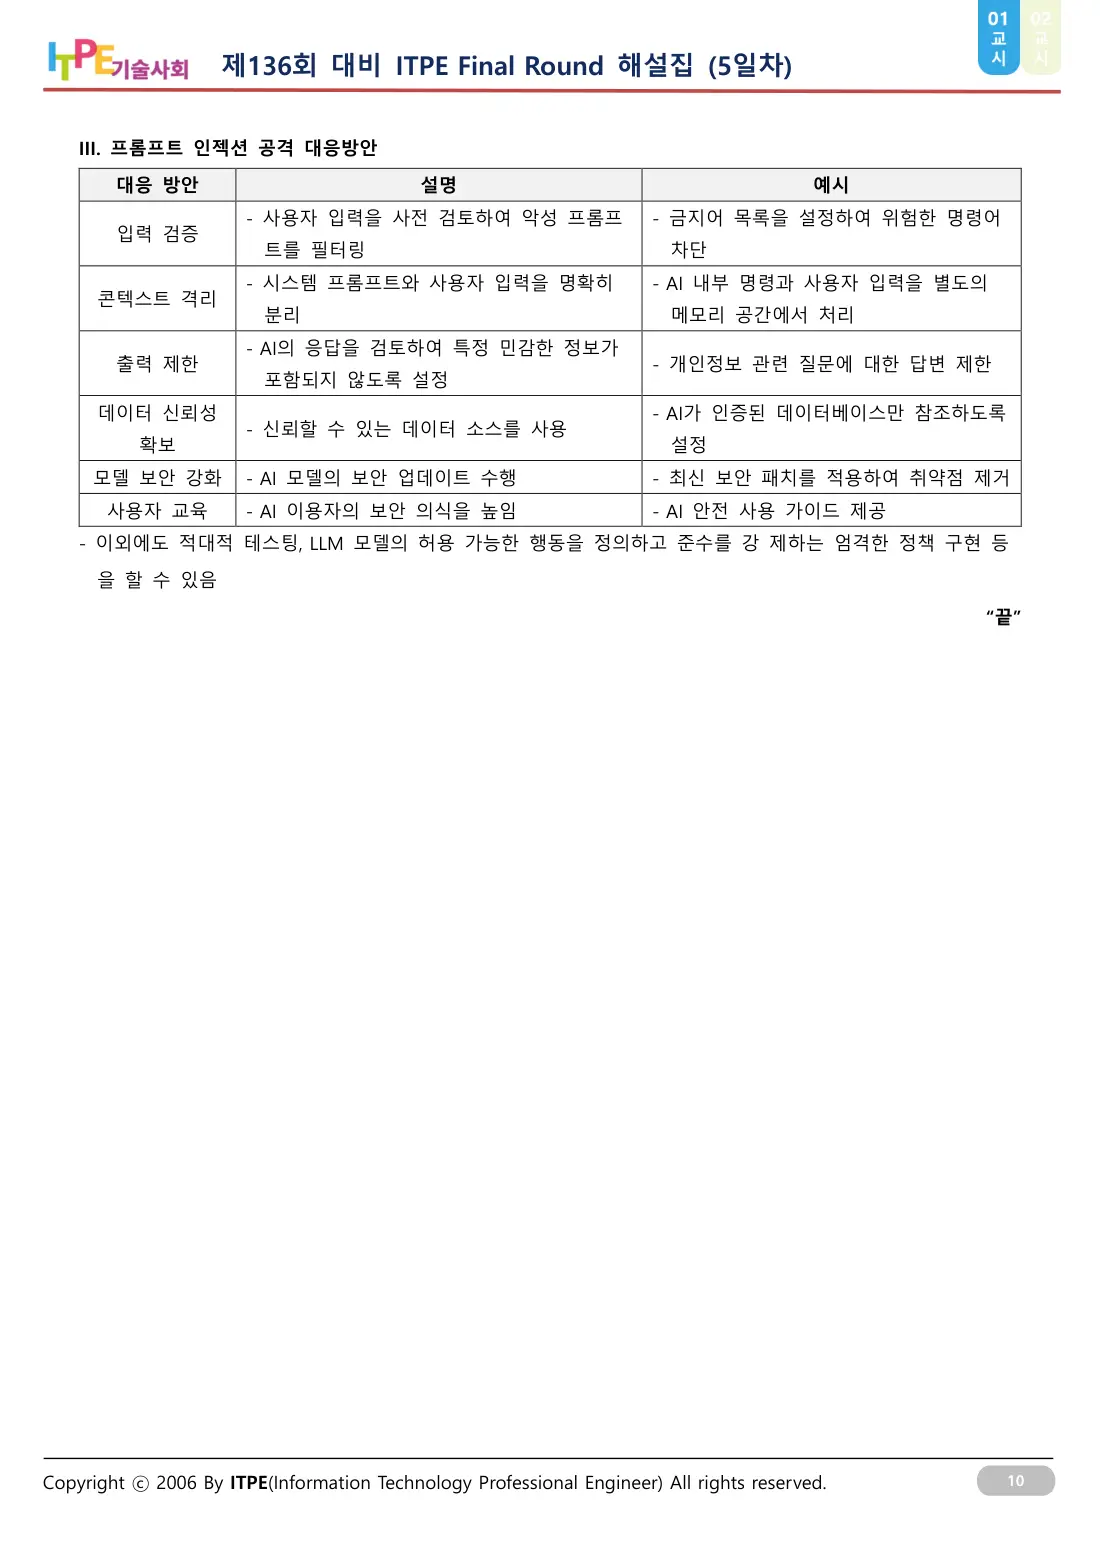 01
교
시
02
교
시
ITPE기술사회
제136회 대비 ITPE Final Round 해설집 (5일차)
III. 프롬프트 인젝션 공격 대응방안
대응 방안 설명 예시
입력 검증
- 사용자 입력을 사전 검토하여 악성 프롬프
트를 필터링
- 금지어 목록을 설정하여 위험한 명령어
차단
콘텍스트 격리
- 시스템 프롬프트와 사용자 입력을 명확히
분리
- AI 내부 명령과 사용자 입력을 별도의
메모리 공간에서 처리
출력 제한
- AI의 응답을 검토하여 특정 민감한 정보가
포함되지 않도록 설정
- 개인정보 관련 질문에 대한 답변 제한
데이터 신뢰성
확보
- 신뢰할 수 있는 데이터 소스를 사용
- AI가 인증된 데이터베이스만 참조하도록
설정
모델 보안 강화 - AI 모델의 보안 업데이트 수행 - 최신 보안 패치를 적용하여 취약점 제거
사용자 교육 - AI 이용자의 보안 의식을 높임 - AI 안전 사용 가이드 제공
- 이외에도 적대적 테스팅, LLM 모델의 허용 가능한 행동을 정의하고 준수를 강 제하는 엄격한 정책 구현 등
을 할 수 있음
“끝”
Copyright ⓒ 2006 By ITPE(Information Technology Professional Engineer) All rights reserved.
10